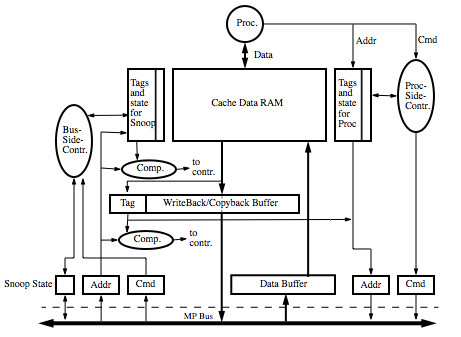 Proc.
Data
Addr
Cmd
Tags
and
state
for
Snoop
Cache Data RAM
Tags
and
state
for
Proc
Proc-
Side-
Contr.
Bus-
Side-
Contr.
Comp.
to
contr.
Tag
WriteBack/Copyback Buffer
Comp.
to
contr.
Snoop State
Addr
Cmd
Data Buffer
Addr
Cmd
MP Bus